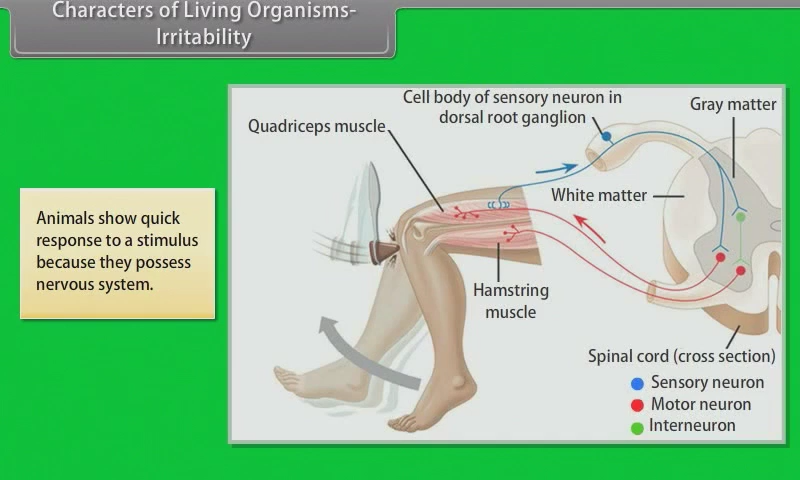 Characters of Living Organisms-
Irritability
Animals show quick
response to a stimulus
because they possess
nervous system.
Cell body of sensory neuron in
dorsal root ganglion
Gray matter
Quadriceps muscle
White matter
Hamstring
muscle
Spinal cord (cross section)
Sensory neuron
Motor neuron
Interneuron